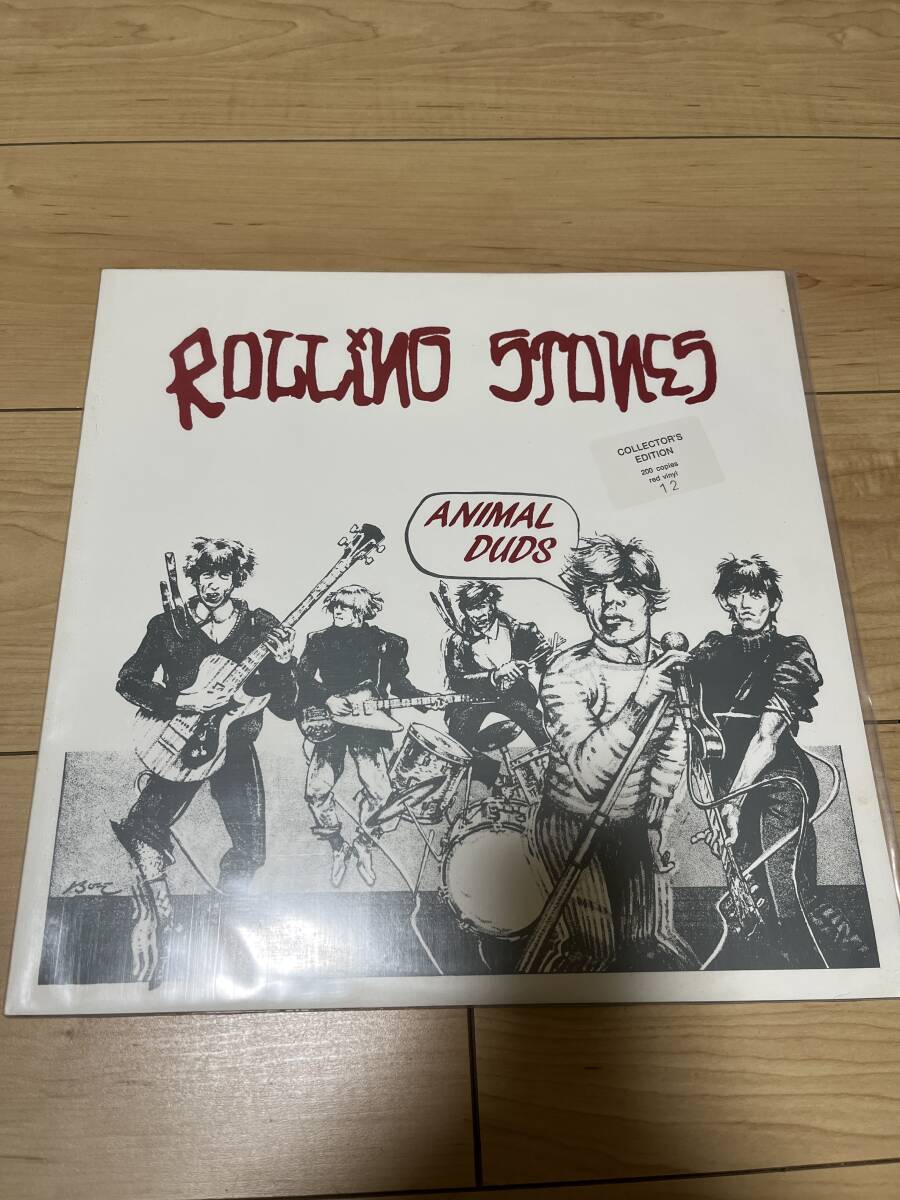 ROLLiNG STONES
COLLECTOR'S
EDITION
200 copies
red vinyl
12
ANIMAL
DUDS